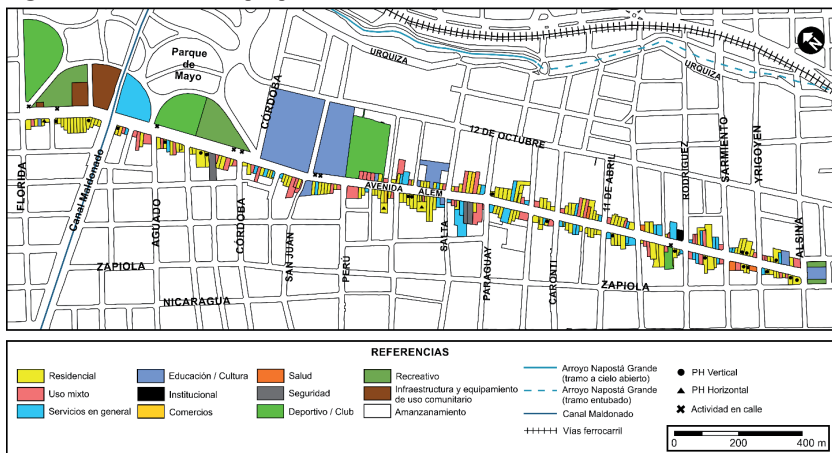 Parque
de
Mayo
URQUIZA
URQUIZA
CÓRDOBA
12 DE OCTUBRE
SARMIENTO
YRIGOYEN
RODRIGUEZ
11 DE ABRIL
AVENIDA ALEM
FLORIDA
Canal Maldonado
AGUADO
CÓRDOBA
SAN JUAN
PERÚ
SALTA
PARAGUAY
CARONTI
ALSINA
ZAPIOLA
ZAPIOLA
NICARAGUA
N
REFERENCIAS
Residencial
Uso mixto
Servicios en general
Educación / Cultura
Institucional
Comercios
Salud
Seguridad
Deportivo / Club
Recreativo
Infraestructura y equipamiento
de uso comunitario
Amanzanamiento
Arroyo Napostá Grande
(tramo a cielo abierto)
Arroyo Napostá Grande
(tramo entubado)
Canal Maldonado
Vías ferrocarril
PH Vertical
PH Horizontal
Actividad en calle
0 200 400 m